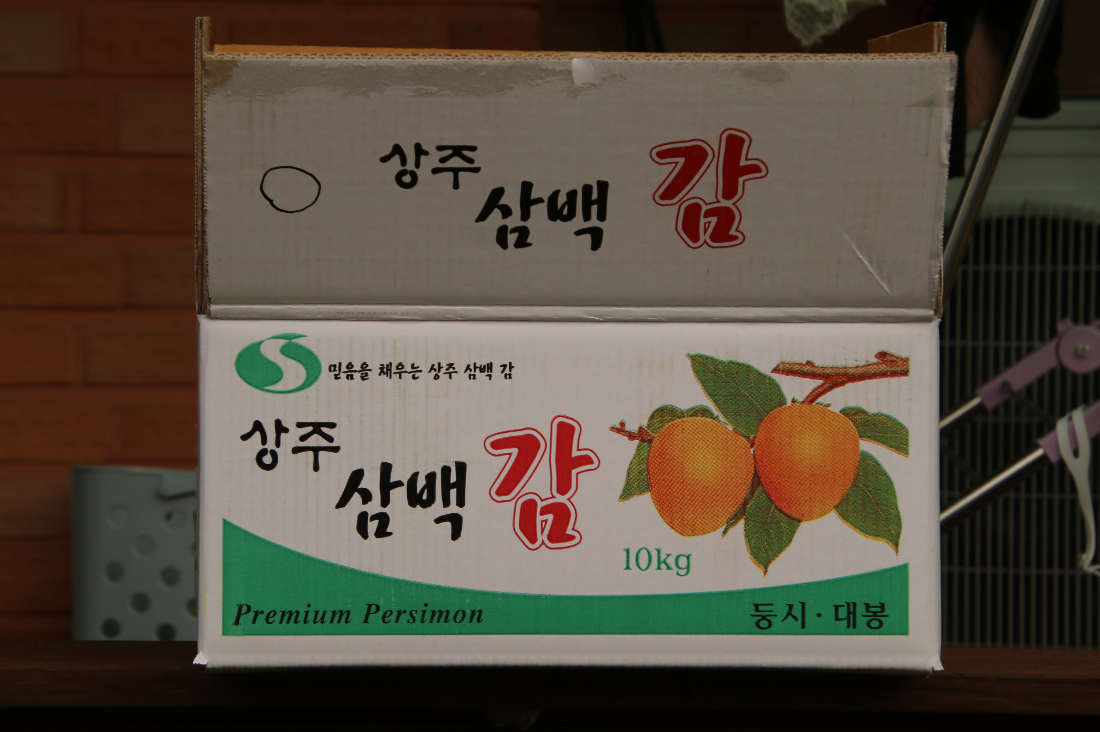 상주
삼백 감
믿음을 채우는 상주 삼백 감
상주
삼백 감
10kg
Premium Persimon
둥시 · 대봉